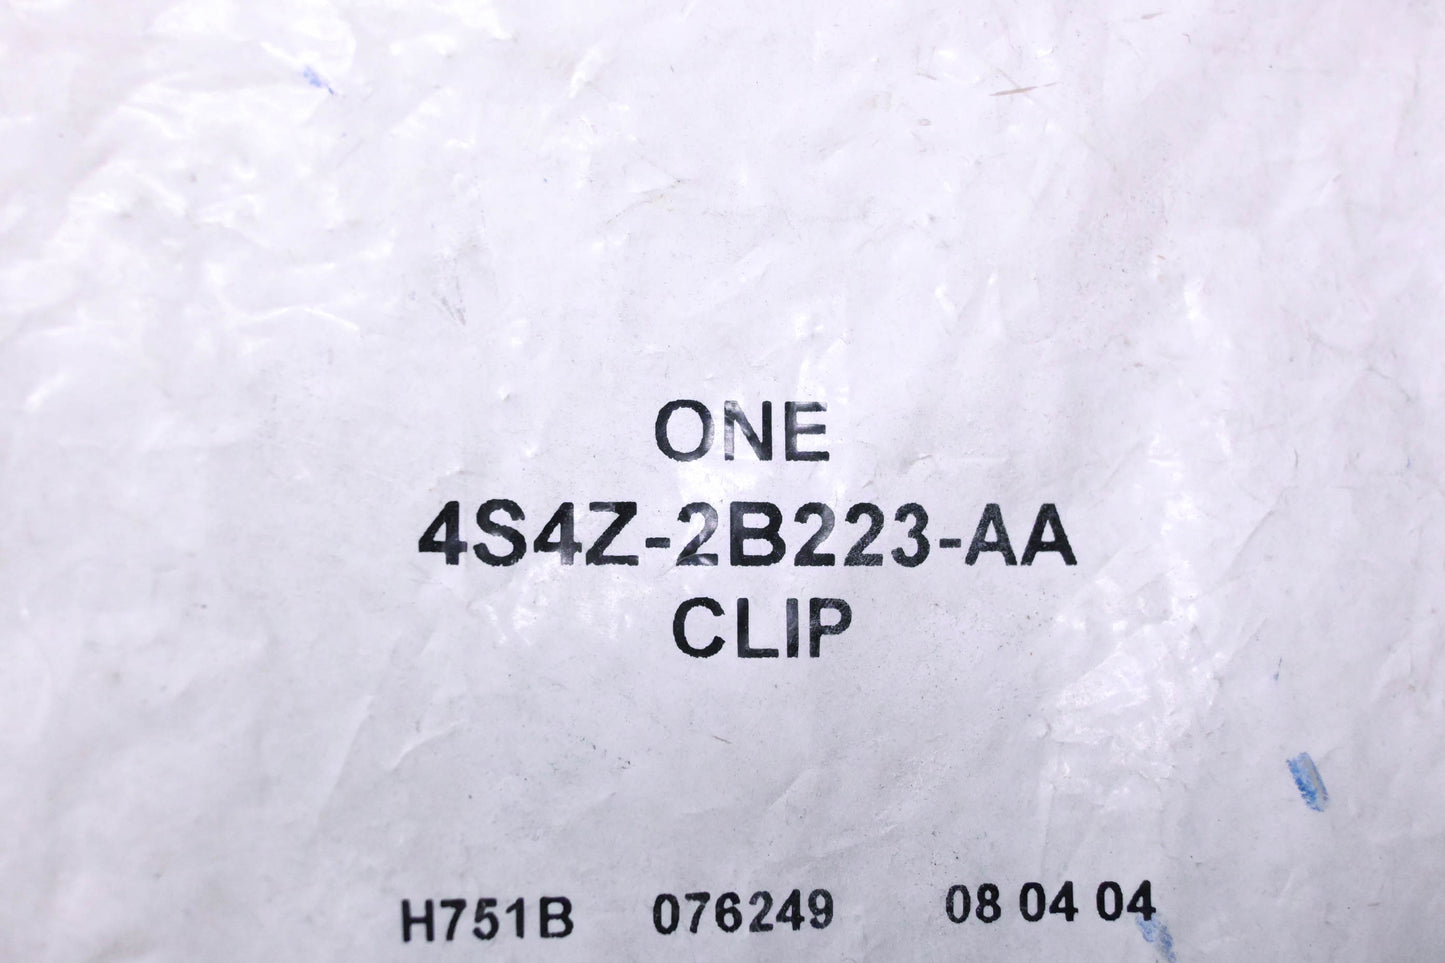 ONE
4S4Z-2B223-AA
CLIP
H751B 076249 08 04 04